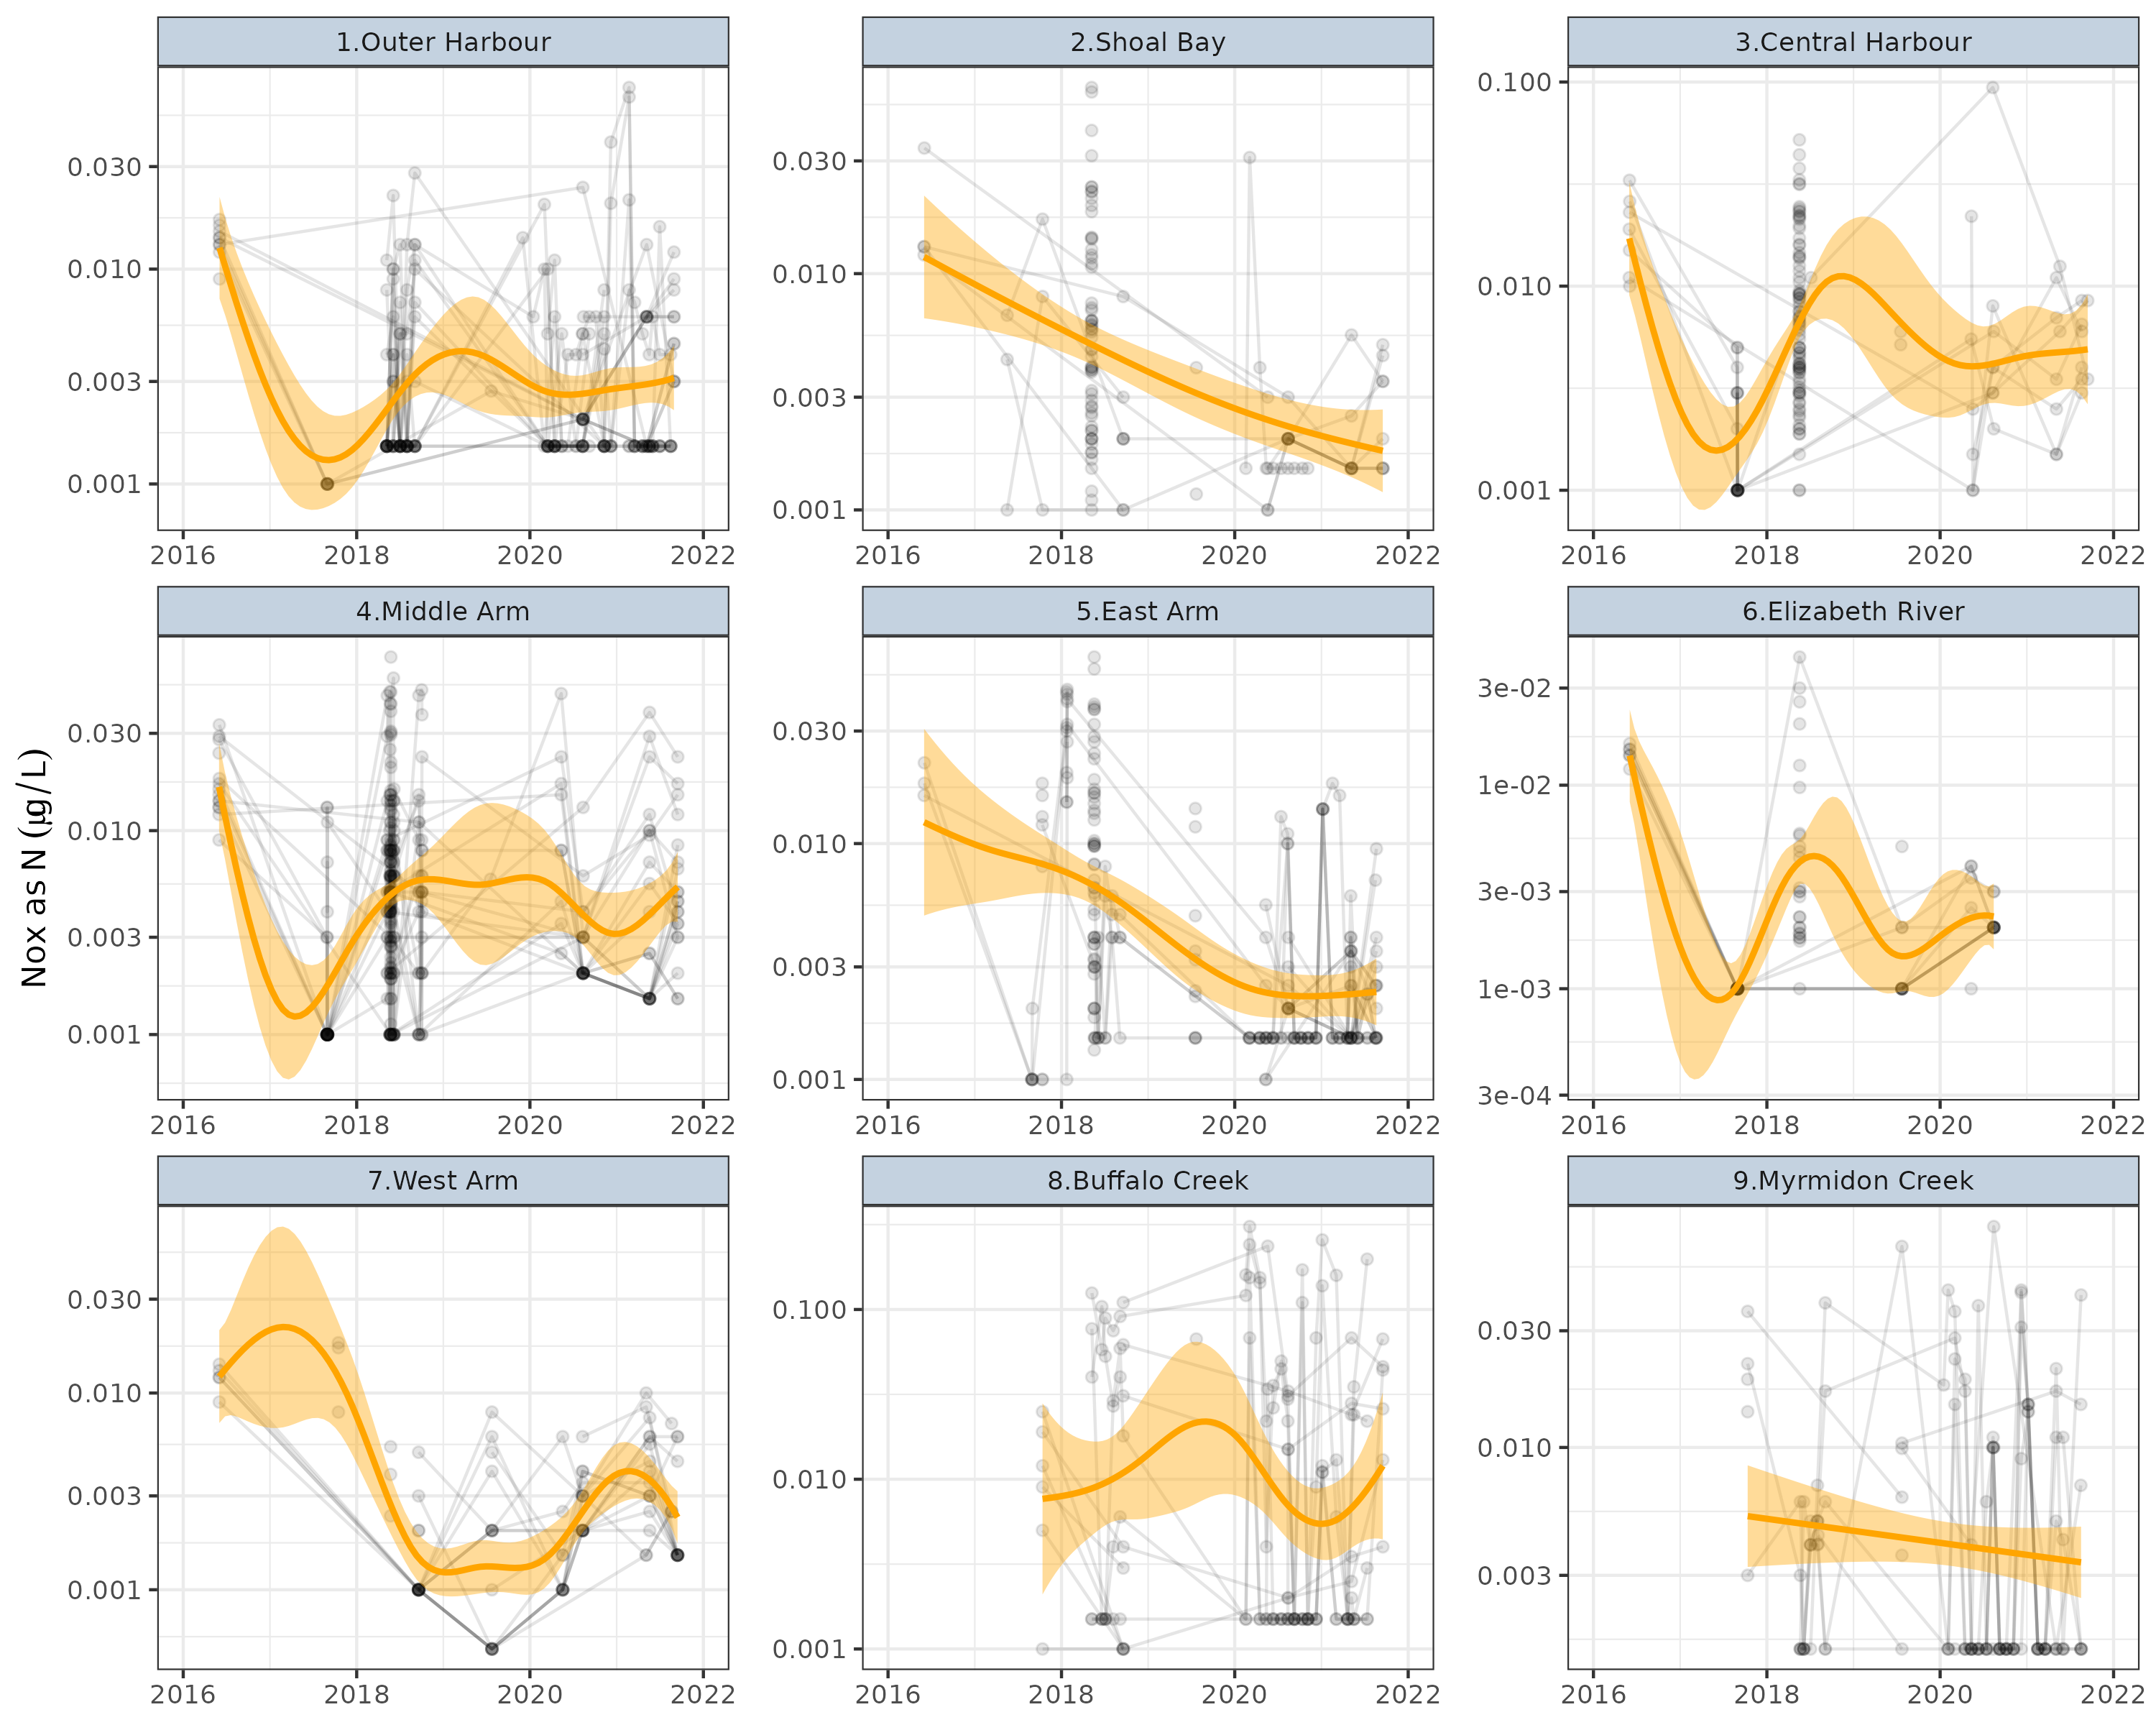 1.Outer Harbour
2.Shoal Bay
3.Central Harbour
0.030
0.010
0.003
0.001
0.030
0.010
0.003
0.001
0.100
0.010
0.001
2016 2018 2020 2022
2016 2018 2020 2022
2016 2018 2020 2022
4.Middle Arm
5.East Arm
6.Elizabeth River
Nox as N (µg/L)
0.030
0.010
0.003
0.001
0.030
0.010
0.003
0.001
3e-02
1e-02
3e-03
1e-03
3e-04
2016 2018 2020 2022
2016 2018 2020 2022
2016 2018 2020 2022
7.West Arm
8.Buffalo Creek
9.Myrmidon Creek
0.030
0.010
0.003
0.001
0.100
0.010
0.001
0.030
0.010
0.003
2016 2018 2020 2022
2016 2018 2020 2022
2016 2018 2020 2022